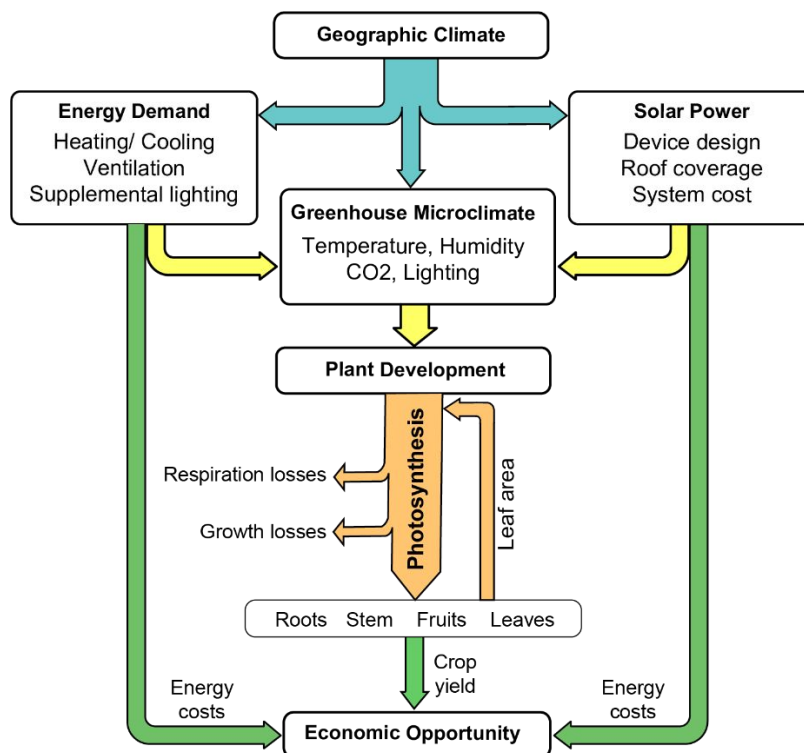 Geographic Climate
Energy Demand
Heating/ Cooling
Ventilation
Supplemental lighting
Solar Power
Device design
Roof coverage
System cost
Greenhouse Microclimate
Temperature, Humidity
CO2, Lighting
Plant Development
Photosynthesis
Respiration losses
Growth losses
Leaf area
Roots Stem Fruits Leaves
Crop
yield
Energy
costs
Energy
costs
Economic Opportunity